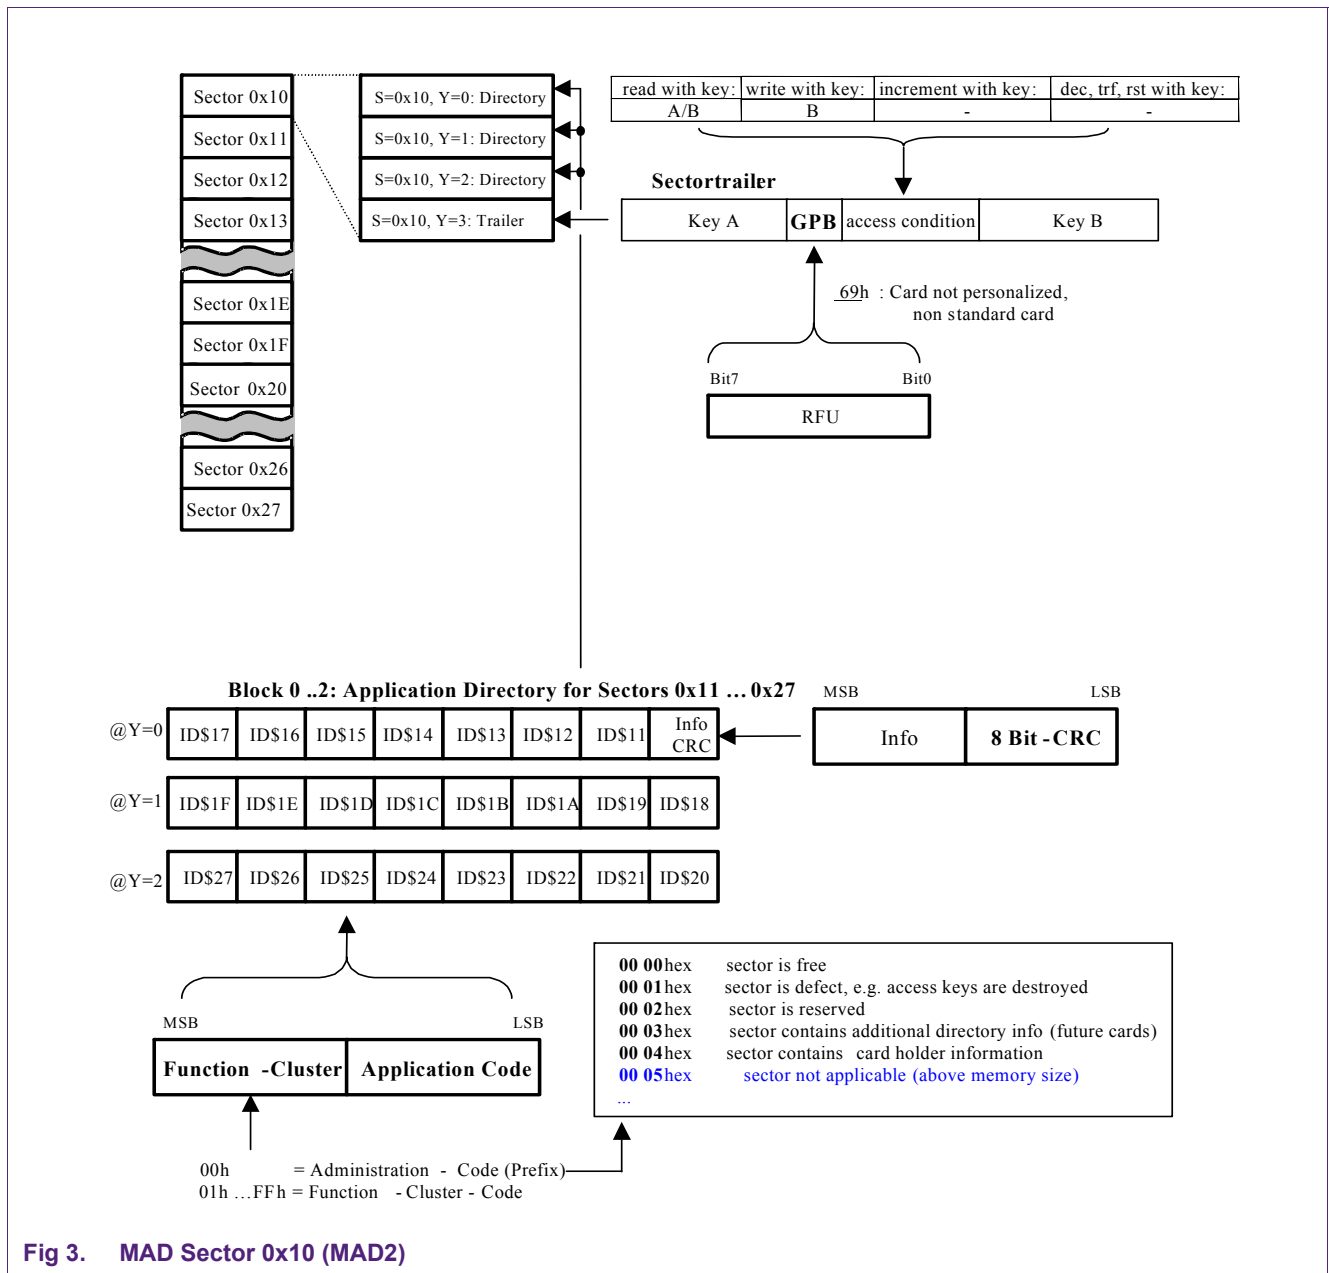 Sector 0x10
Sector 0x11
Sector 0x12
Sector 0x13
Sector 0x1E
Sector 0x1F
Sector 0x20
Sector 0x26
Sector 0x27
S=0x10, Y=0: Directory
S=0x10, Y=1: Directory
S=0x10, Y=2: Directory
S=0x10, Y=3: Trailer
read with key: write with key: increment with key: dec, trf, rst with key:
A/B B - -
Sectortrailer
Key A GPB access condition Key B
69h : Card not personalized,
non standard card
Bit7 Bit0
RFU
Block 0 ..2: Application Directory for Sectors 0x11 ... 0x27
MSB LSB
@Y=0 ID$17 ID$16 ID$15 ID$14 ID$13 ID$12 ID$11 Info CRC
Info 8 Bit -CRC
@Y=1 ID$1F ID$1E ID$1D ID$1C ID$1B ID$1A ID$19 ID$18
@Y=2 ID$27 ID$26 ID$25 ID$24 ID$23 ID$22 ID$21 ID$20
MSB LSB
Function -Cluster Application Code
00h = Administration - Code (Prefix)
01h ...FFh = Function - Cluster - Code
00 00hex sector is free
00 01hex sector is defect, e.g. access keys are destroyed
00 02hex sector is reserved
00 03hex sector contains additional directory info (future cards)
00 04hex sector contains card holder information
00 05hex sector not applicable (above memory size)
...
Fig 3. MAD Sector 0x10 (MAD2)